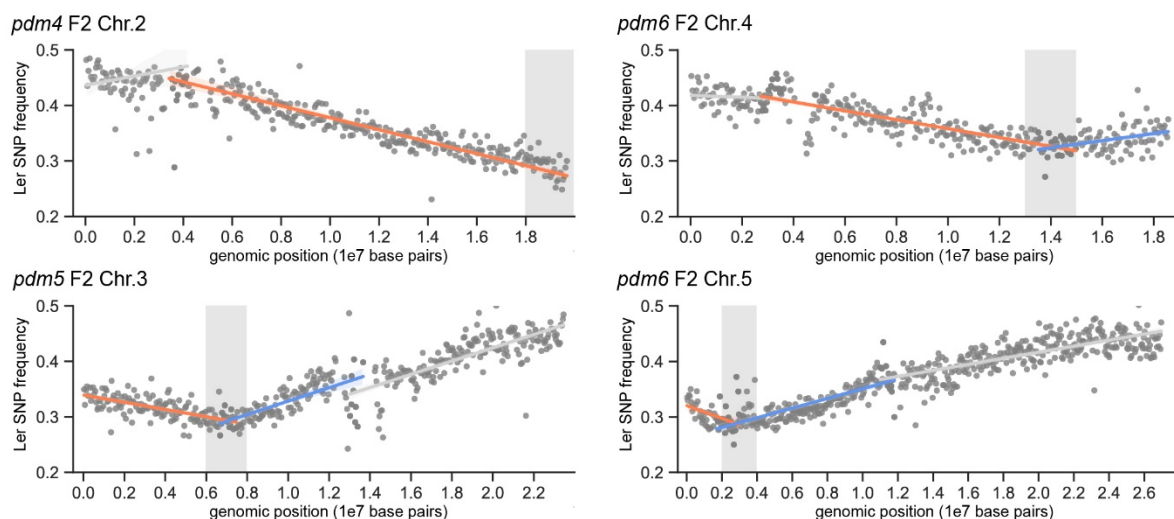 pdm4 F2 Chr.2
Ler SNP frequency
0.5
0.4
0.3
0.2
0.0 0.2 0.4 0.6 0.8 1.0 1.2 1.4 1.6 1.8
genomic position (1e7 base pairs)
pdm6 F2 Chr.4
Ler SNP frequency
0.5
0.4
0.3
0.2
0.0 0.2 0.4 0.6 0.8 1.0 1.2 1.4 1.6 1.8
genomic position (1e7 base pairs)
pdm5 F2 Chr.3
Ler SNP frequency
0.5
0.4
0.3
0.2
0.0 0.2 0.4 0.6 0.8 1.0 1.2 1.4 1.6 1.8 2.0 2.2
genomic position (1e7 base pairs)
pdm6 F2 Chr.5
Ler SNP frequency
0.5
0.4
0.3
0.2
0.0 0.2 0.4 0.6 0.8 1.0 1.2 1.4 1.6 1.8 2.0 2.2 2.4 2.6
genomic position (1e7 base pairs)